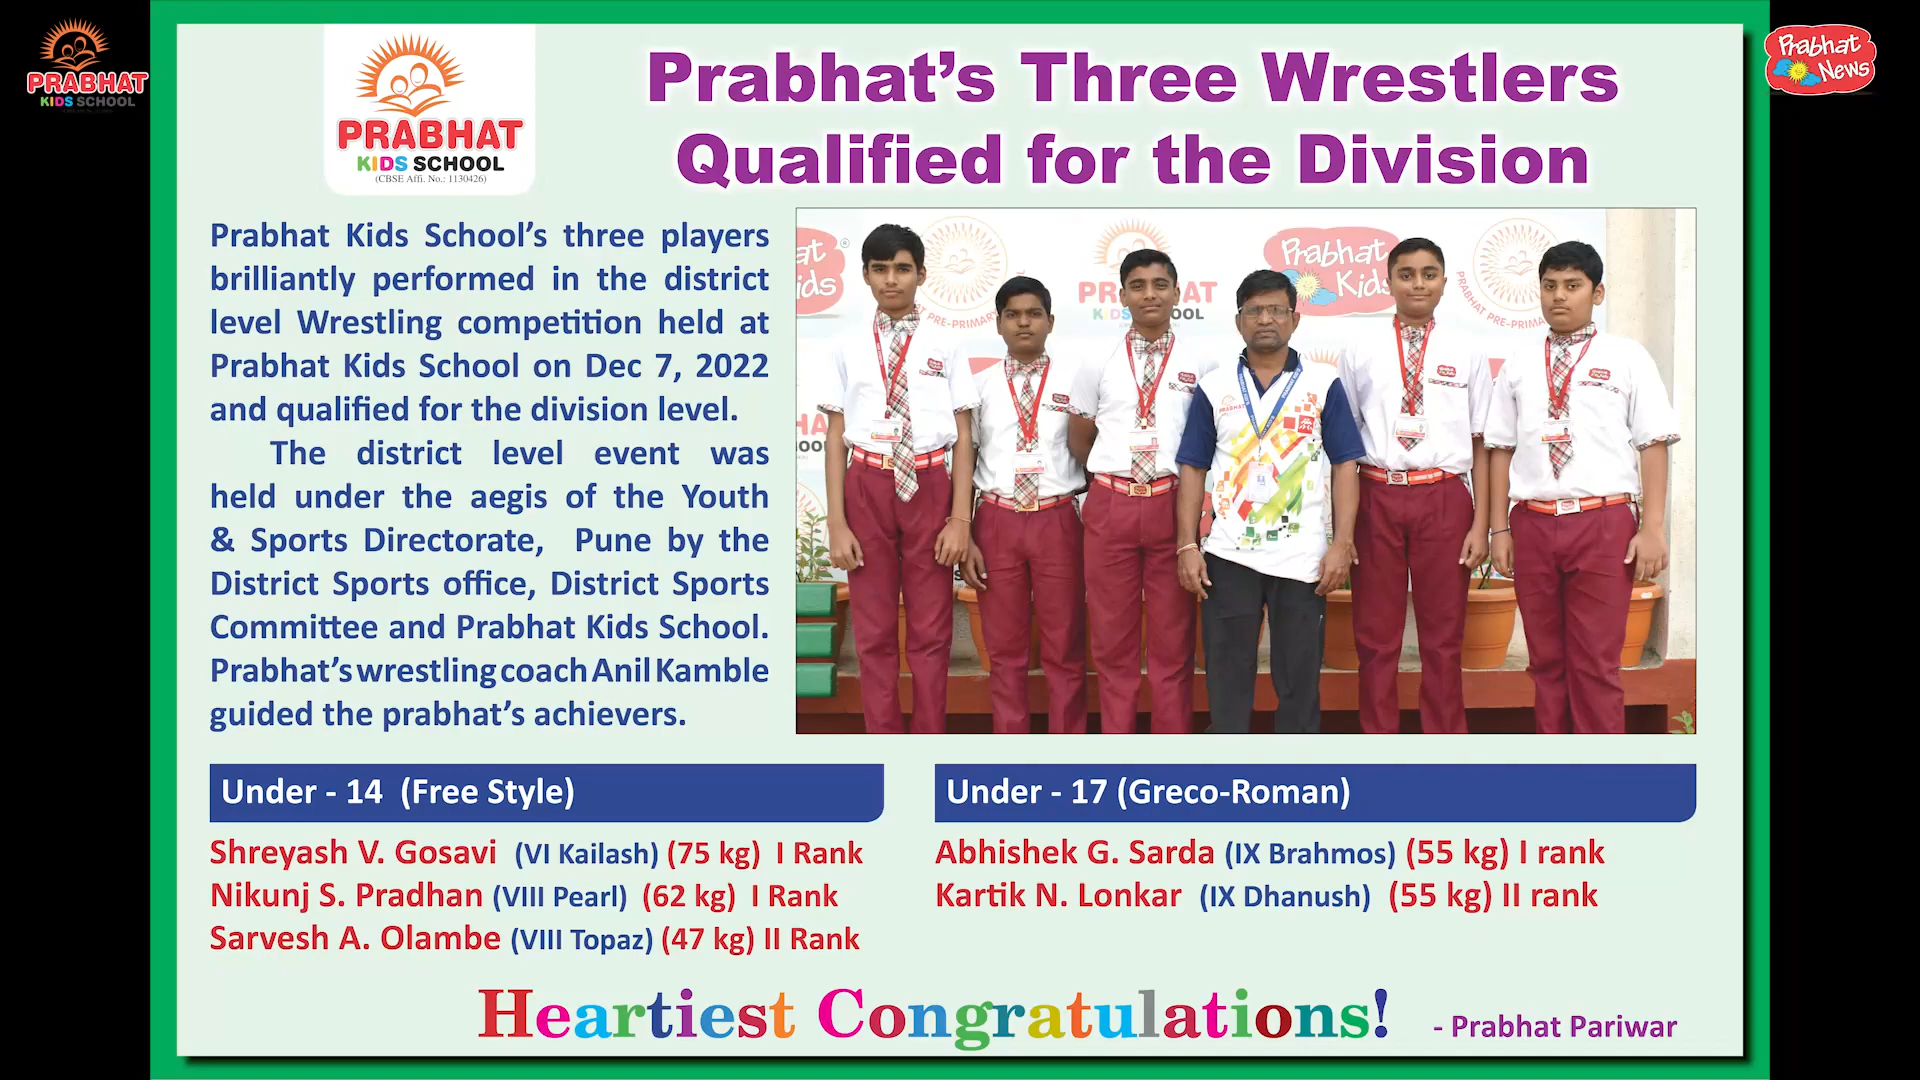 PRABHAT
KIDS SCHOOL
Prabhat
News
PRABHAT
KIDS SCHOOL
(CBSE Affi. No.: 1130426)
Prabhat’s Three Wrestlers
Qualified for the Division
Prabhat Kids School’s three players
brilliantly performed in the district
level Wrestling competition held at
Prabhat Kids School on Dec 7, 2022
and qualified for the division level.
The district level event was
held under the aegis of the Youth
& Sports Directorate, Pune by the
District Sports office, District Sports
Committee and Prabhat Kids School.
Prabhat’s wrestling coach Anil Kamble
guided the prabhat’s achievers.
Prabhat
Kids
Under - 14 (Free Style)
Shreyash V. Gosavi (VI Kailash) (75 kg) I Rank
Nikunj S. Pradhan (VIII Pearl) (62 kg) I Rank
Sarvesh A. Olambe (VIII Topaz) (47 kg) II Rank
Under - 17 (Greco-Roman)
Abhishek G. Sarda (IX Brahmos) (55 kg) I rank
Kartik N. Lonkar (IX Dhanush) (55 kg) II rank
Heartiest Congratulations!
- Prabhat Pariwar